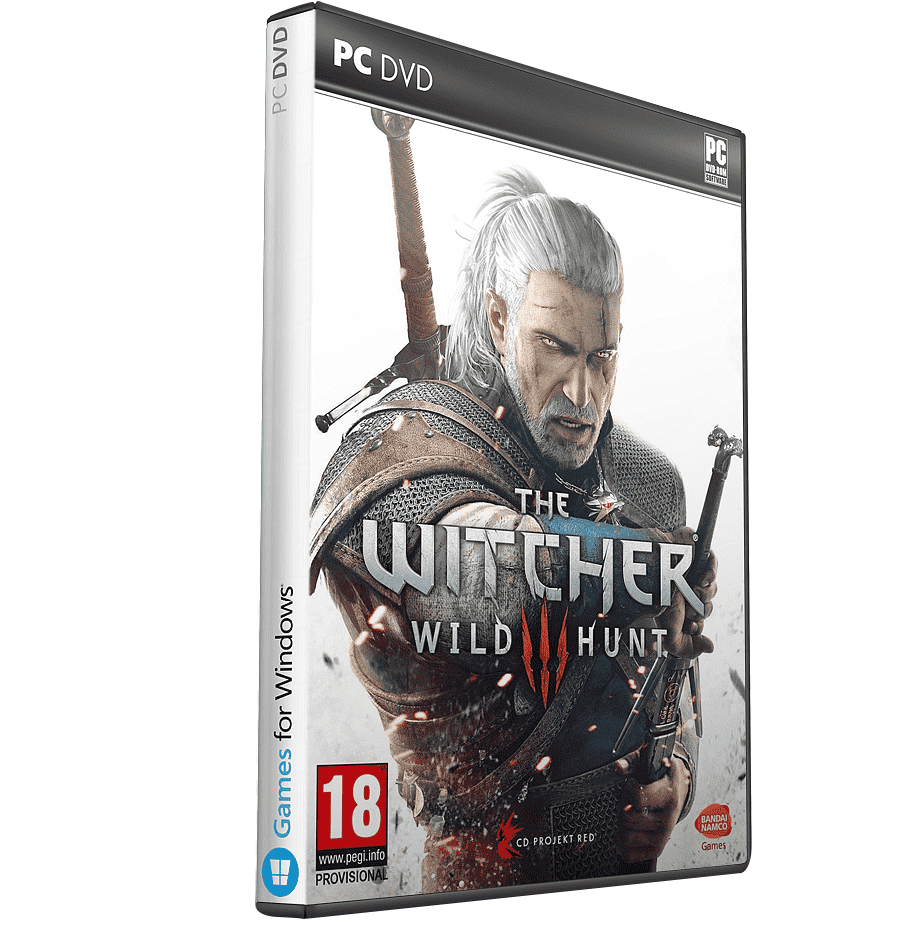 PC DVD
Games for Windows
PC DVD
PC
DVD-ROM
SOFTWARE
THE
WITCHER®
WILD III HUNT
18
www.pegi.info
PROVISIONAL
CD PROJEKT RED®
BANDAI
NAMCO
Games